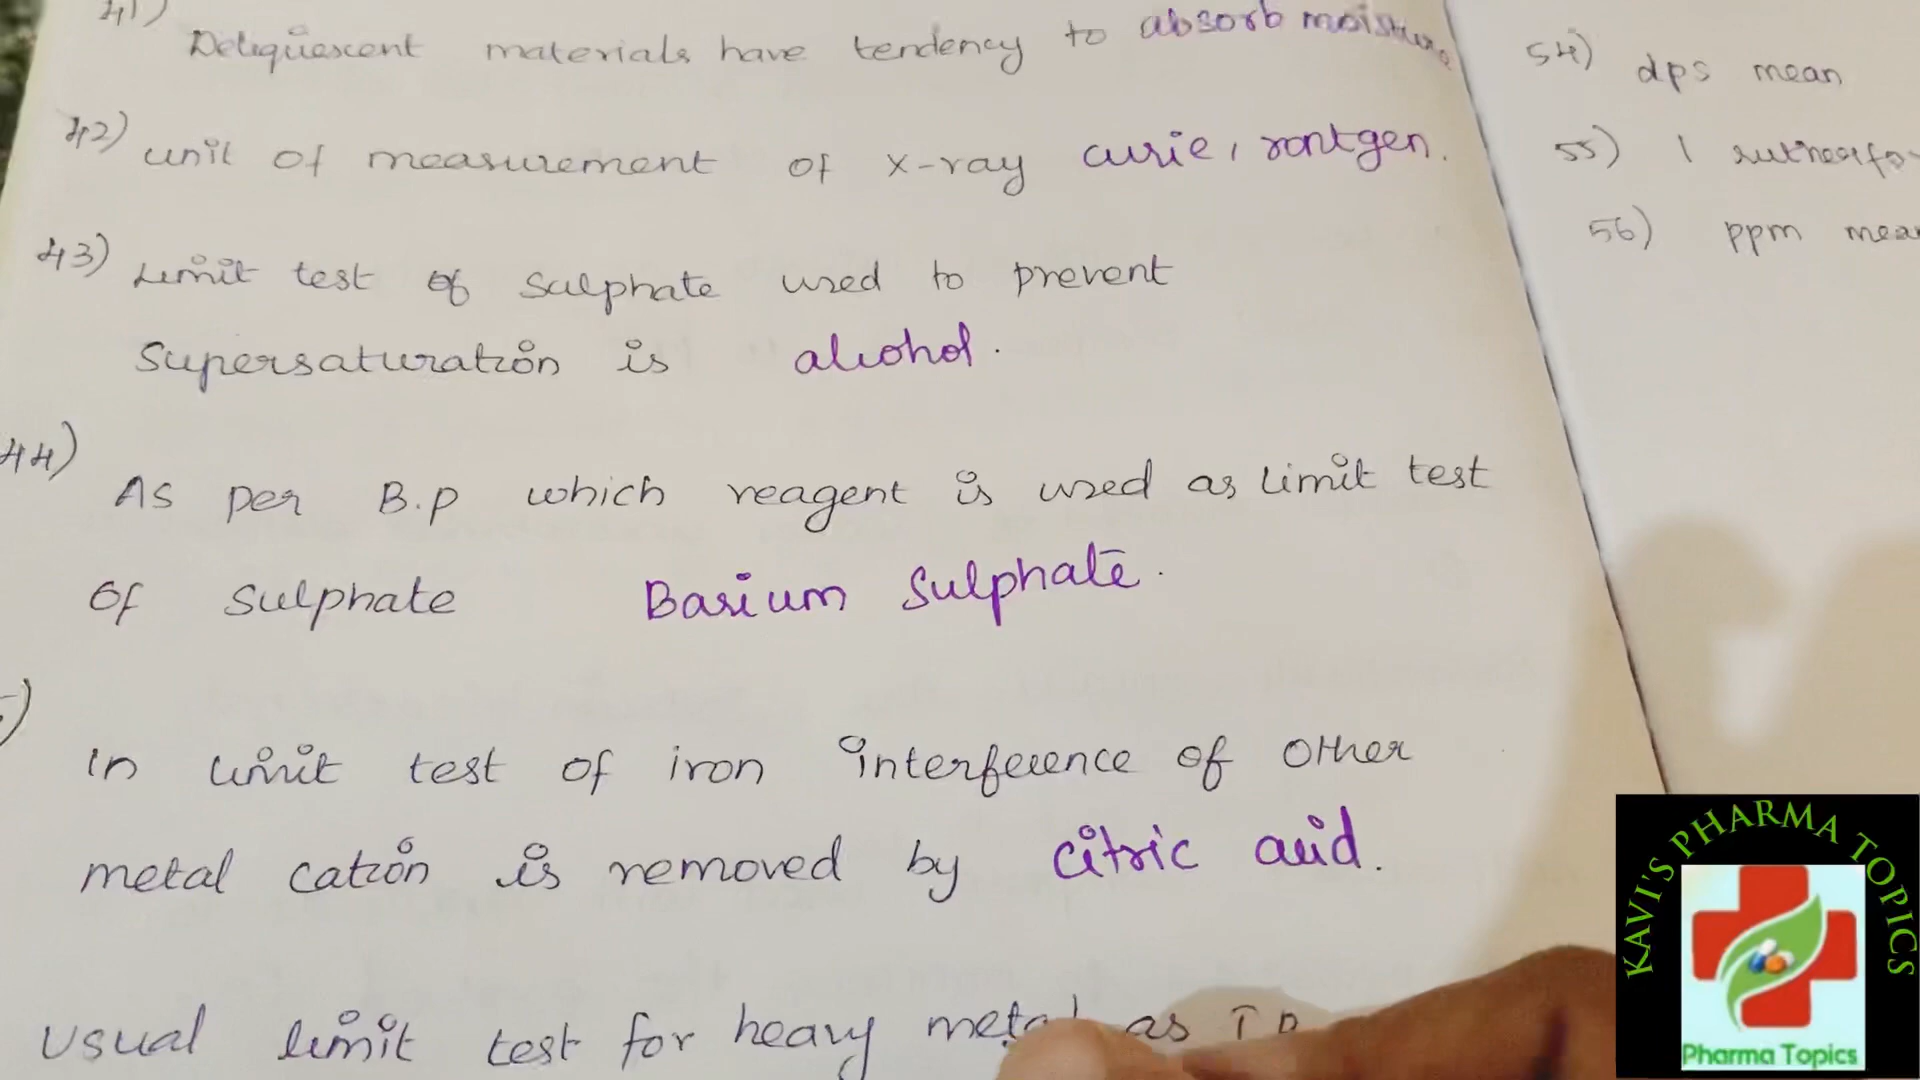 41)
Deliquescent materials have tendency to absorb moisture
42) unit of measurement of x-ray curie, rontgen.
43) Limit test of sulphate used to prevent
supersaturation is alcohol.
44) As per B.p which reagent is used as limit test
of sulphate Barium Sulphate.
In limit test of iron interference of other
metal cation is removed by citric acid.
Usual limit test for heavy metal as
54) dps mean
55) 1
56) ppm
KAVI'S PHARMA TOPICS
Pharma Topics